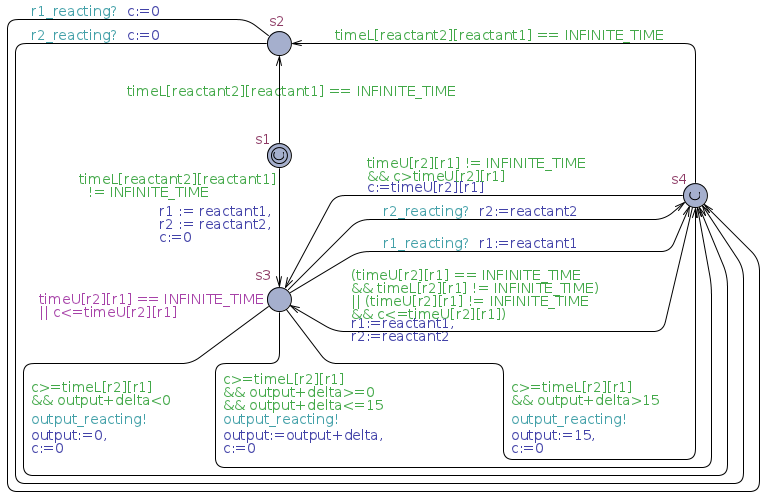 r1_reacting? c:=0
s2
r2_reacting? c:=0
timeL[reactant2][reactant1] == INFINITE_TIME
timeL[reactant2][reactant1] == INFINITE_TIME
s1
timeL[reactant2][reactant1]
!= INFINITE_TIME
r1 := reactant1,
r2 := reactant2,
c:=0
timeU[r2][r1] != INFINITE_TIME
&& c>timeU[r2][r1]
c:=timeU[r2][r1]
s4
r2_reacting? r2:=reactant2
r1_reacting? r1:=reactant1
s3
timeU[r2][r1] == INFINITE_TIME
|| c<=timeU[r2][r1]
(timeU[r2][r1] == INFINITE_TIME
&& timeL[r2][r1] != INFINITE_TIME)
|| (timeU[r2][r1] != INFINITE_TIME
&& c<=timeU[r2][r1])
r1:=reactant1,
r2:=reactant2
c>=timeL[r2][r1]
&& output+delta<0
output_reacting!
output:=0,
c:=0
c>=timeL[r2][r1]
&& output+delta>=0
&& output+delta<=15
output_reacting!
output:=output+delta,
c:=0
c>=timeL[r2][r1]
&& output+delta>15
output_reacting!
output:=15,
c:=0